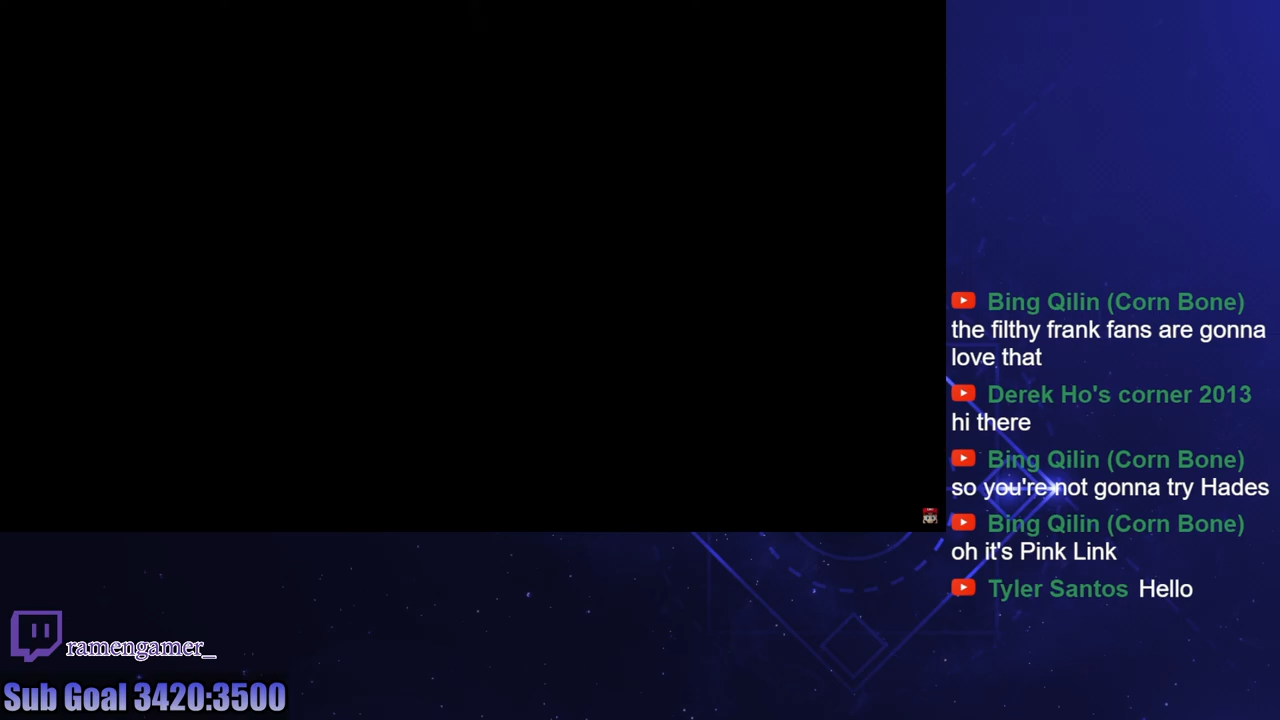 Bing Qilin (Corn Bone)
the filthy frank fans are gonna
love that
Derek Ho's corner 2013
hi there
Bing Qilin (Corn Bone)
so you're not gonna try Hades
Bing Qilin (Corn Bone)
oh it's Pink Link
Tyler Santos Hello
ramengamer_
Sub Goal 3420:3500